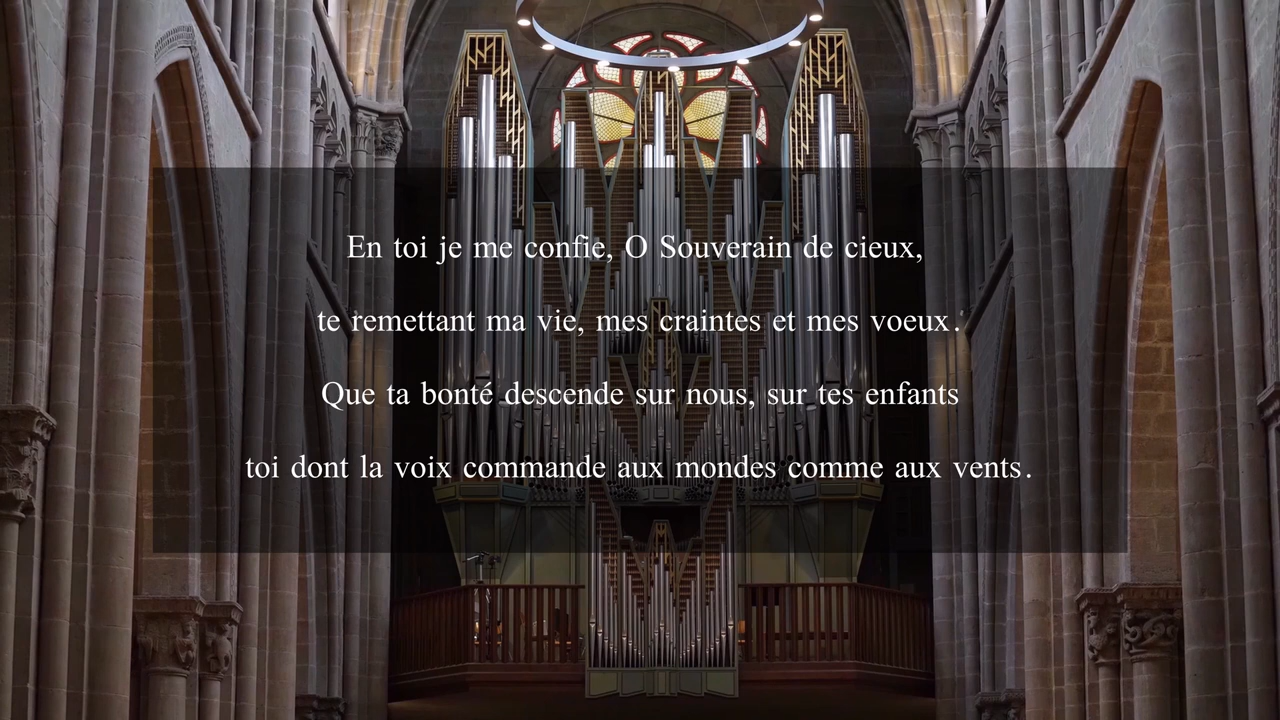 En toi je me confie, O Souverain de cieux,
te remettant ma vie, mes craintes et mes voeux.
Que ta bonté descende sur nous, sur tes enfants
toi dont la voix commande aux mondes comme aux vents.